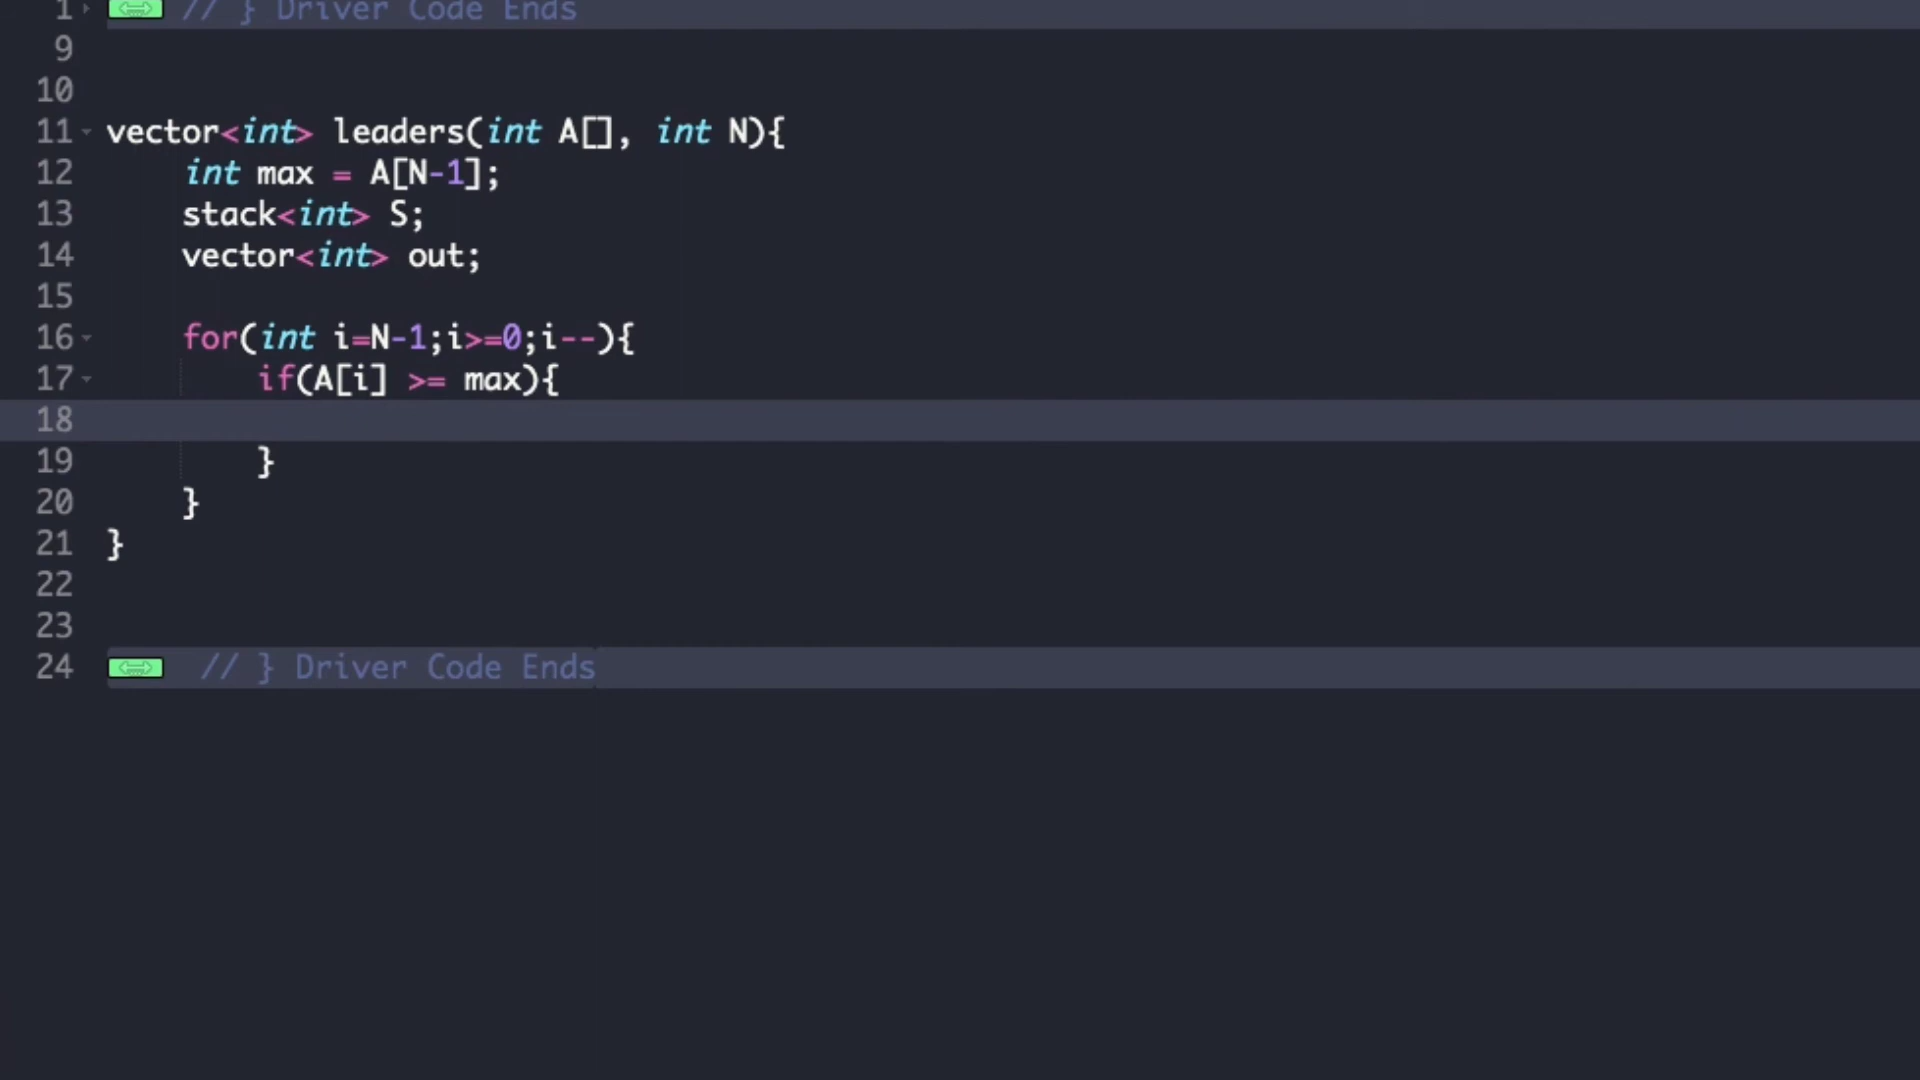 1 // } Driver Code Ends
9
10
11 vector<int> leaders(int A[], int N){
12     int max = A[N-1];
13     stack<int> S;
14     vector<int> out;
15
16     for(int i=N-1;i>=0;i--){
17         if(A[i] >= max){
18
19         }
20     }
21 }
22
23
24 // } Driver Code Ends